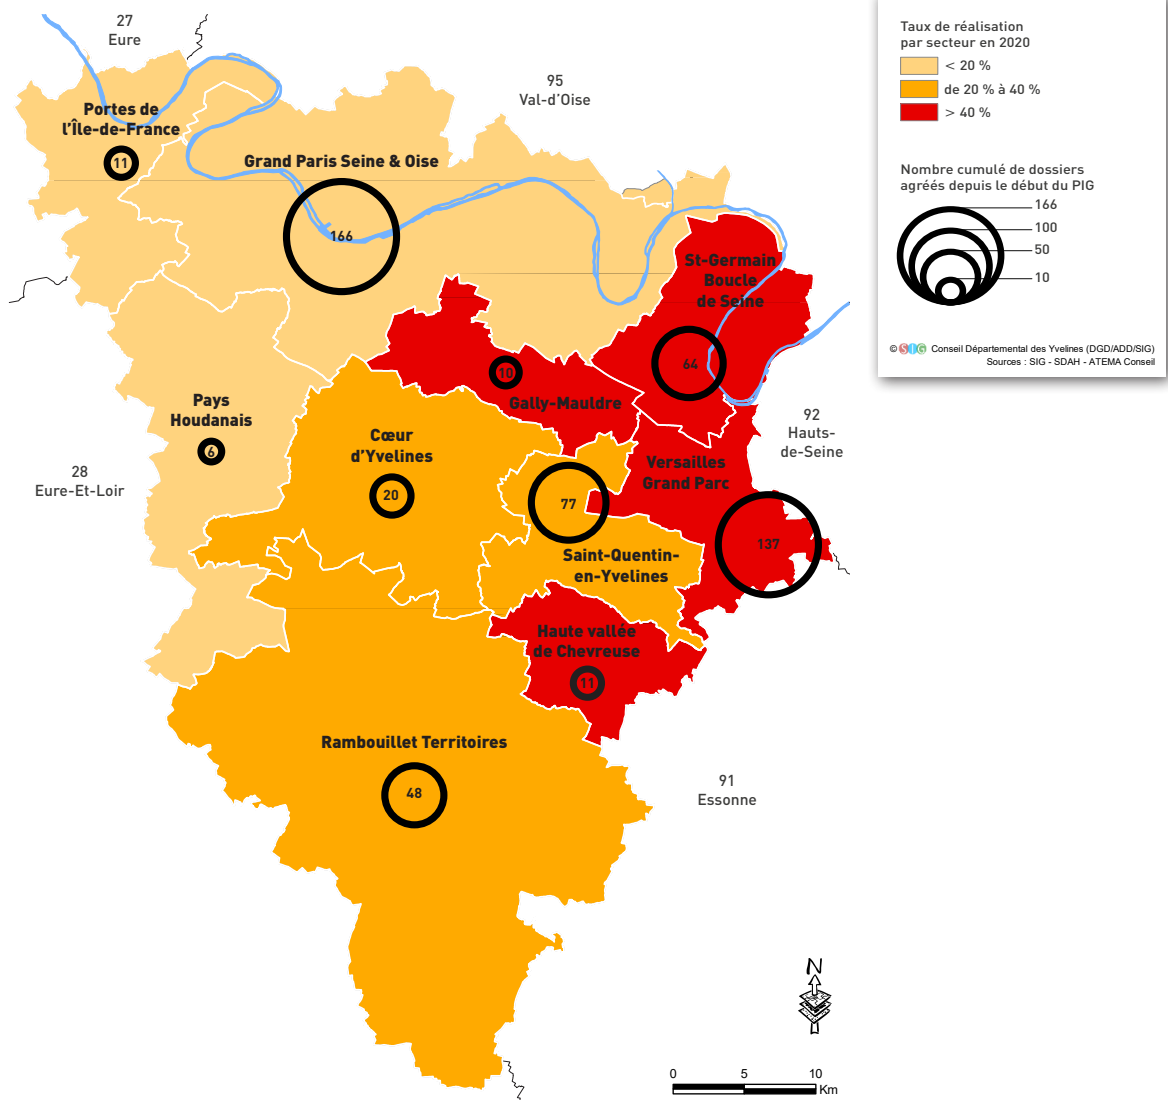 27
Eure
95
Val-d'Oise
Portes de
l'Île-de-France
11
Grand Paris Seine & Oise
166
St-Germain
Boucle
de Seine
64
10
Gally-Mauldre
Pays
Houdanais
6
Cœur
d'Yvelines
20
92
Hauts-
de-Seine
28
Eure-Et-Loir
Versailles
Grand Parc
77
137
Saint-Quentin-
en-Yvelines
Haute vallée
de Chevreuse
11
Rambouillet Territoires
48
91
Essonne
N
0 5 10
Km
Taux de réalisation
par secteur en 2020
< 20 %
de 20 % à 40 %
> 40 %
Nombre cumulé de dossiers
agréés depuis le début du PIG
166
100
50
10
© SIG Conseil Départemental des Yvelines (DGD/ADD/SIG)
Sources : SIG - SDAH - ATEMA Conseil